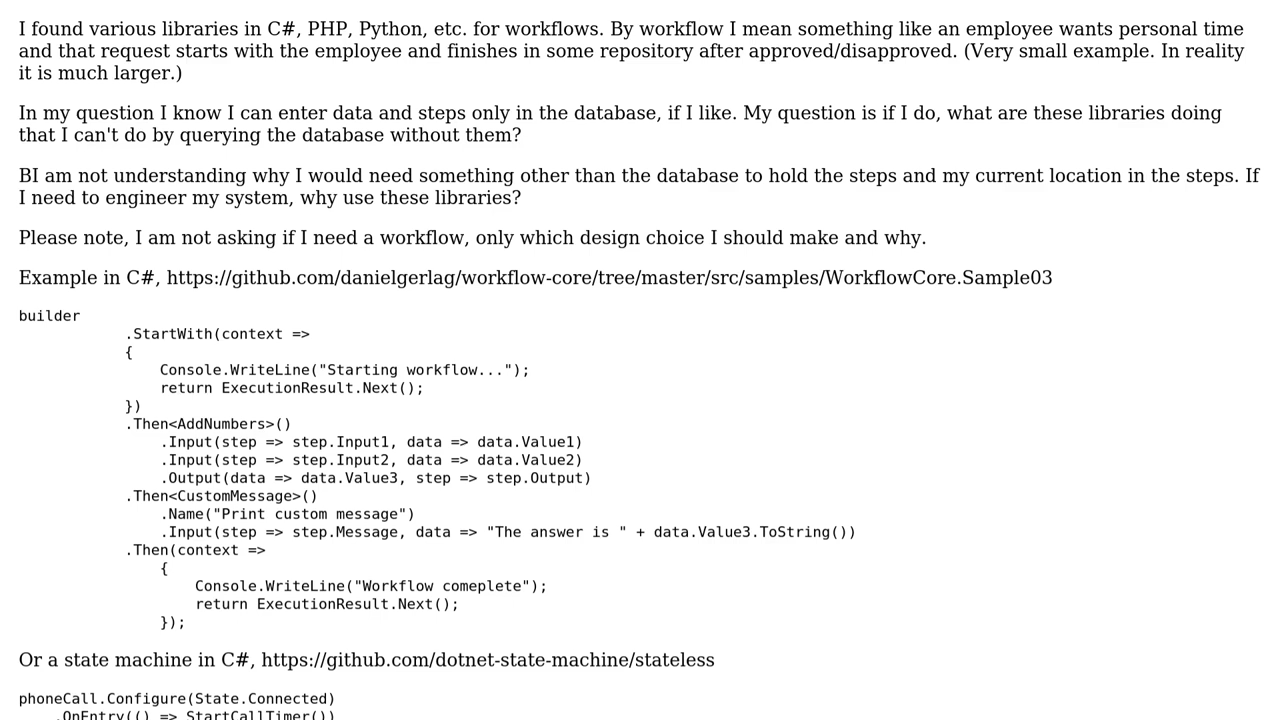 I found various libraries in C#, PHP, Python, etc. for workflows. By workflow I mean something like an employee wants personal time
and that request starts with the employee and finishes in some repository after approved/disapproved. (Very small example. In reality
it is much larger.)
In my question I know I can enter data and steps only in the database, if I like. My question is if I do, what are these libraries doing
that I can't do by querying the database without them?
BI am not understanding why I would need something other than the database to hold the steps and my current location in the steps. If
I need to engineer my system, why use these libraries?
Please note, I am not asking if I need a workflow, only which design choice I should make and why.
Example in C#, https://github.com/danielgerlag/workflow-core/tree/master/src/samples/WorkflowCore.Sample03
builder
            .StartWith(context =>
            {
                Console.WriteLine("Starting workflow...");
                return ExecutionResult.Next();
            })
            .Then<AddNumbers>()
                .Input(step => step.Input1, data => data.Value1)
                .Input(step => step.Input2, data => data.Value2)
                .Output(data => data.Value3, step => step.Output)
            .Then<CustomMessage>()
                .Name("Print custom message")
                .Input(step => step.Message, data => "The answer is " + data.Value3.ToString())
            .Then(context =>
                {
                    Console.WriteLine("Workflow comeplete");
                    return ExecutionResult.Next();
                });
Or a state machine in C#, https://github.com/dotnet-state-machine/stateless
phoneCall.Configure(State.Connected)
    .OnEntry(() => StartCallTimer())